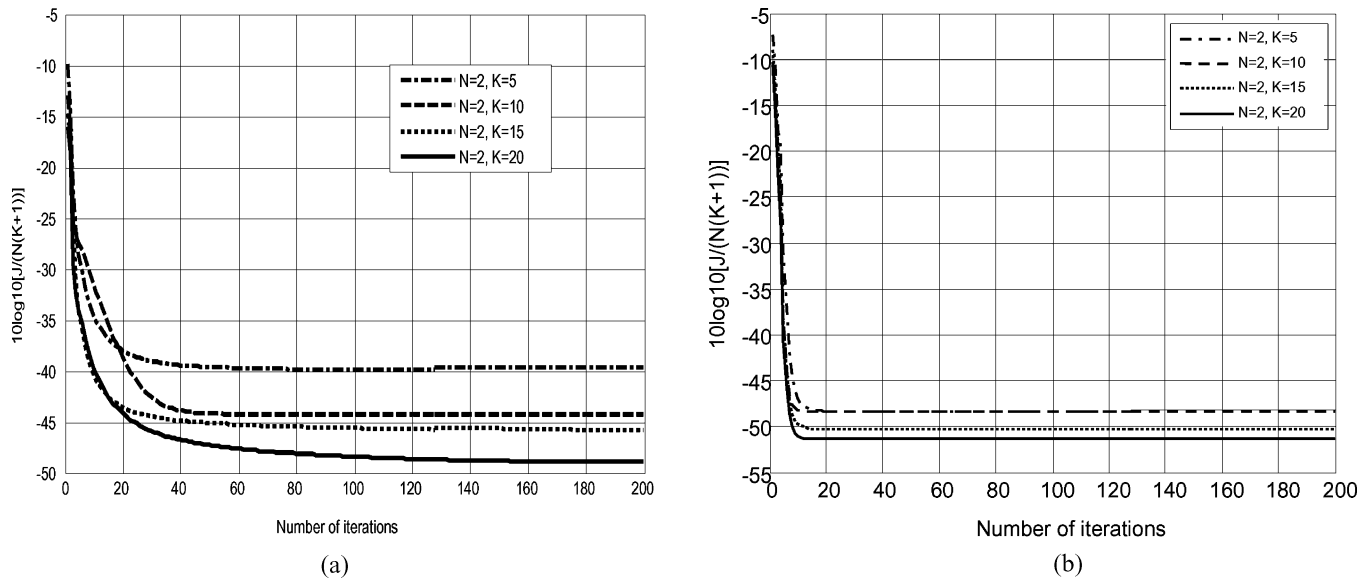 -5
-10
-15
-20
-25
-30
-35
-40
-45
-50
10log10[J/(N(K+1))]
N=2, K=5
N=2, K=10
N=2, K=15
N=2, K=20
0 20 40 60 80 100 120 140 160 180 200
Number of iterations
(a)
-5
-10
-15
-20
-25
-30
-35
-40
-45
-50
-55
10log10[J/(N(K+1))]
N=2, K=5
N=2, K=10
N=2, K=15
N=2, K=20
0 20 40 60 80 100 120 140 160 180 200
Number of iterations
(b)